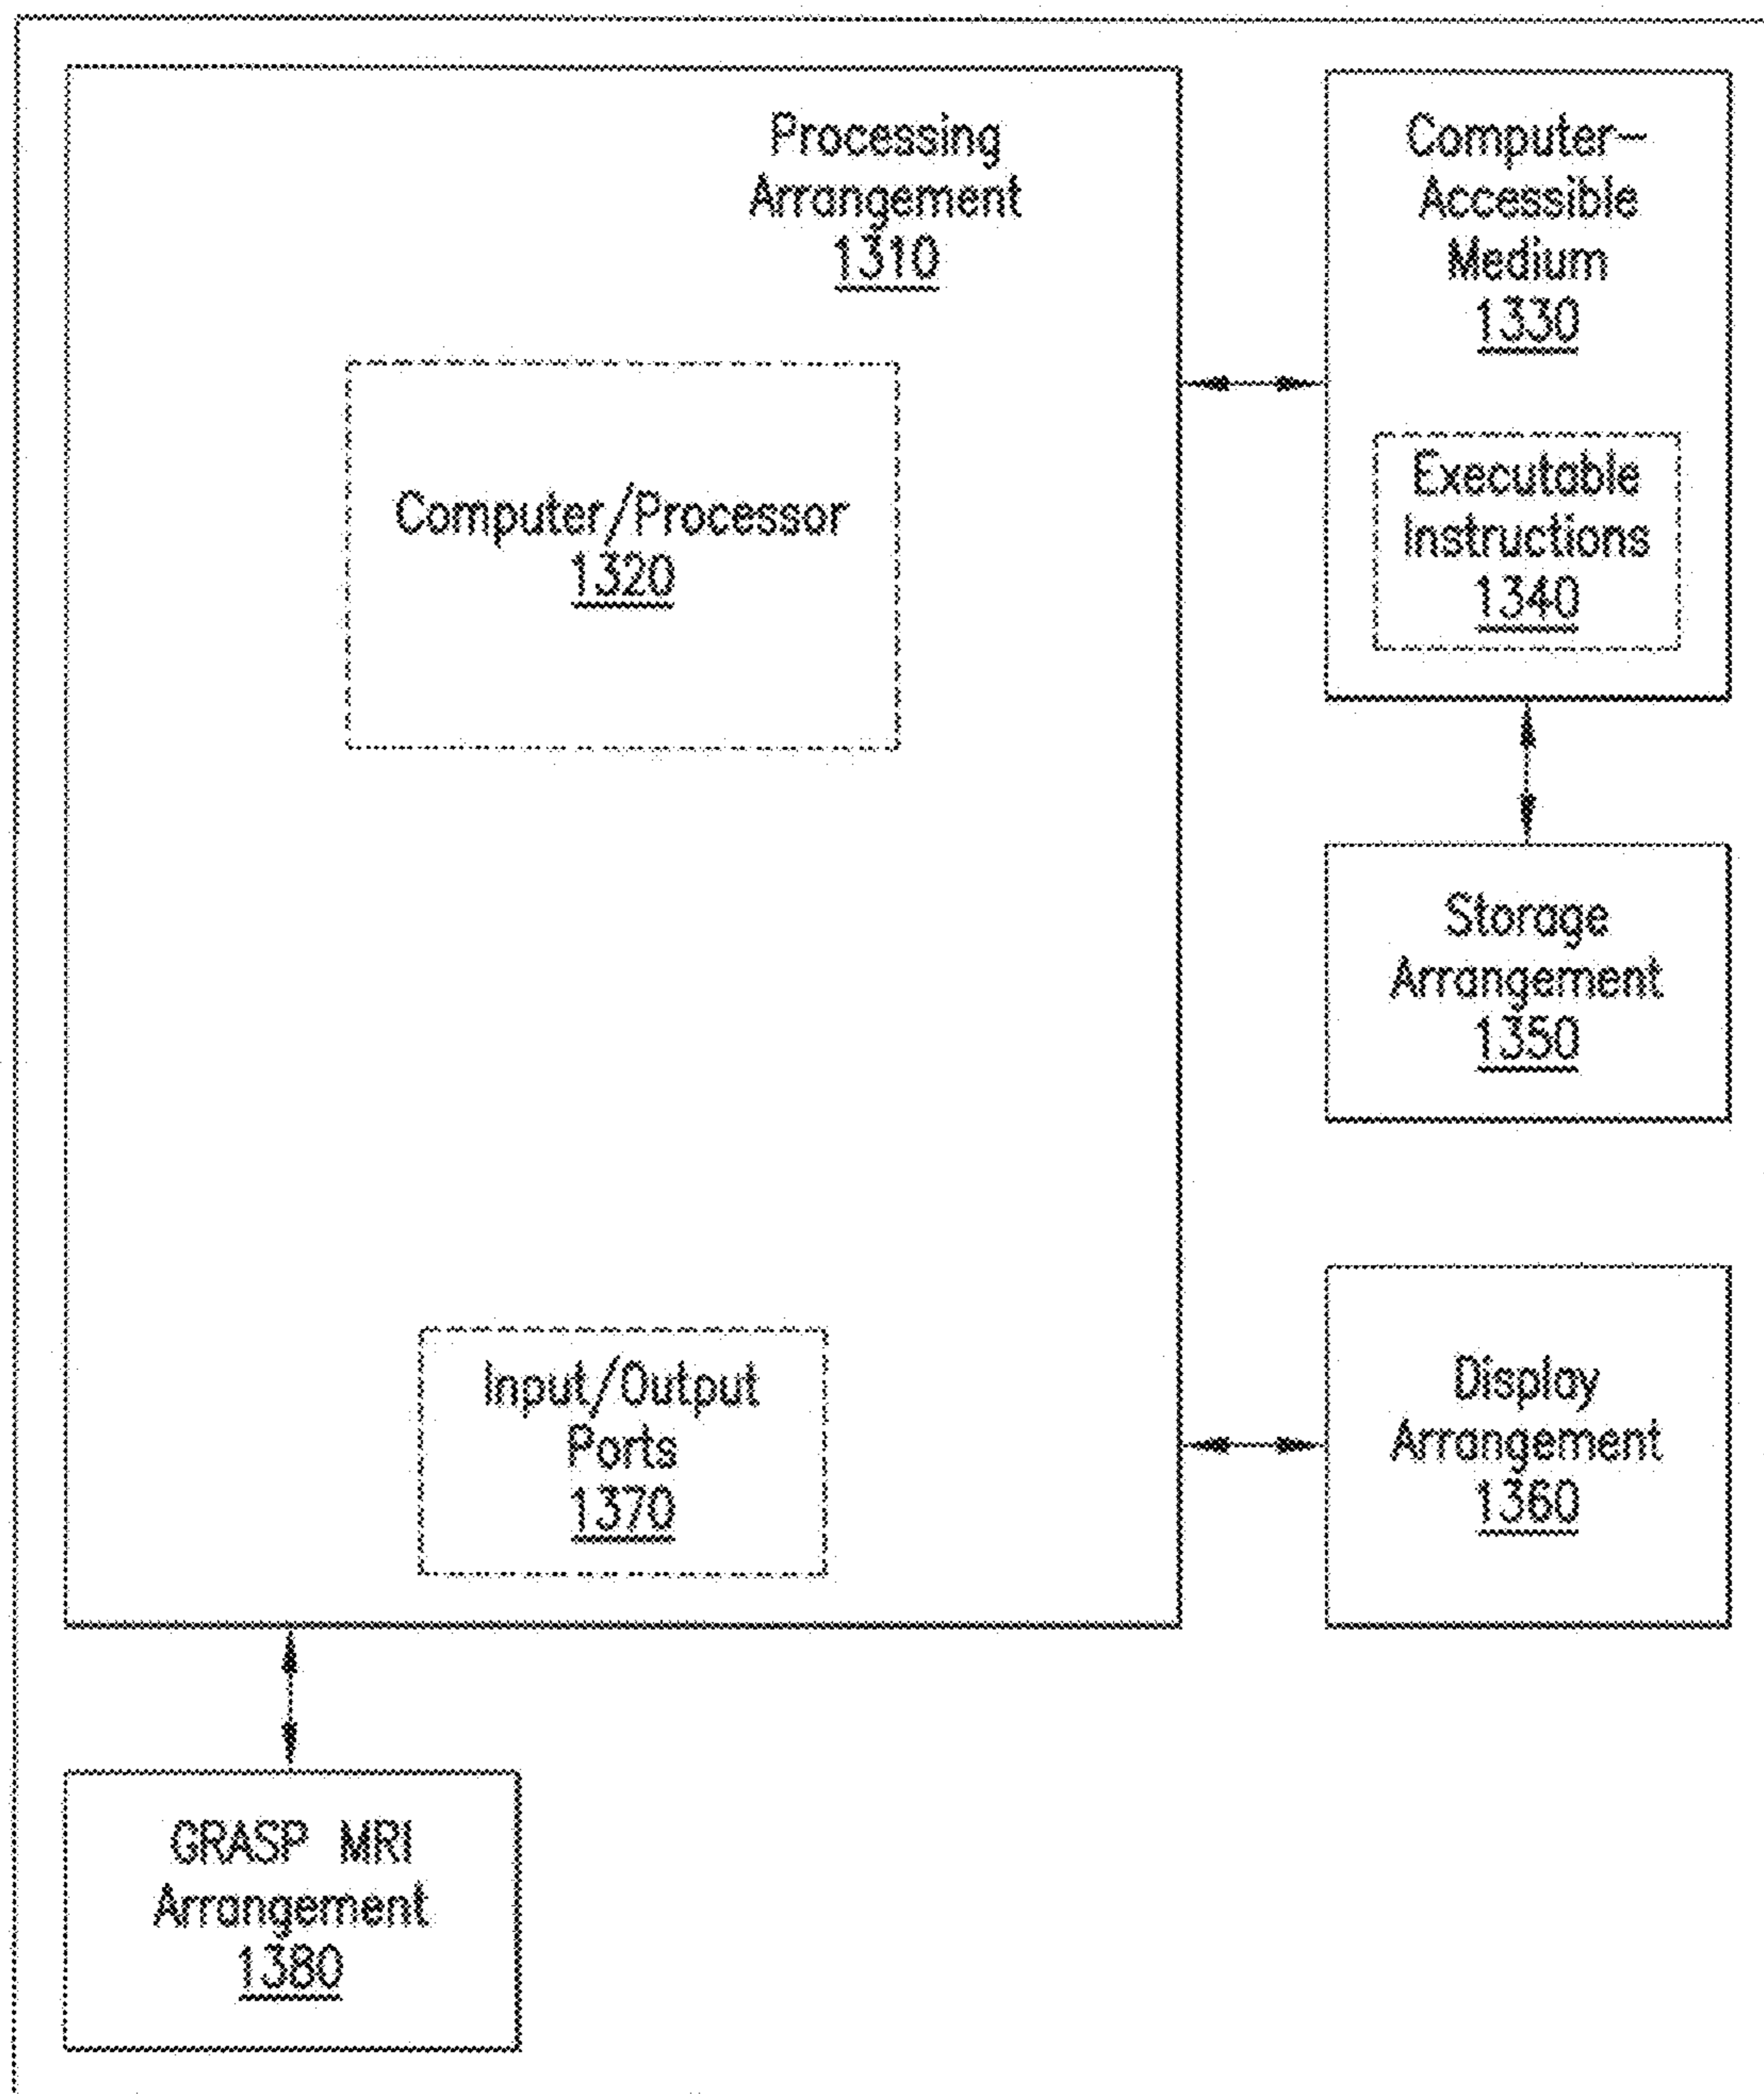 Processing
Arrangement
1310
Computer/Processor
1320
Input/Output
Ports
1370
Computer-
Accessible
Medium
1330
Executable
Instructions
1340
Storage
Arrangement
1350
Display
Arrangement
1360
GRASP MRI
Arrangement
1380